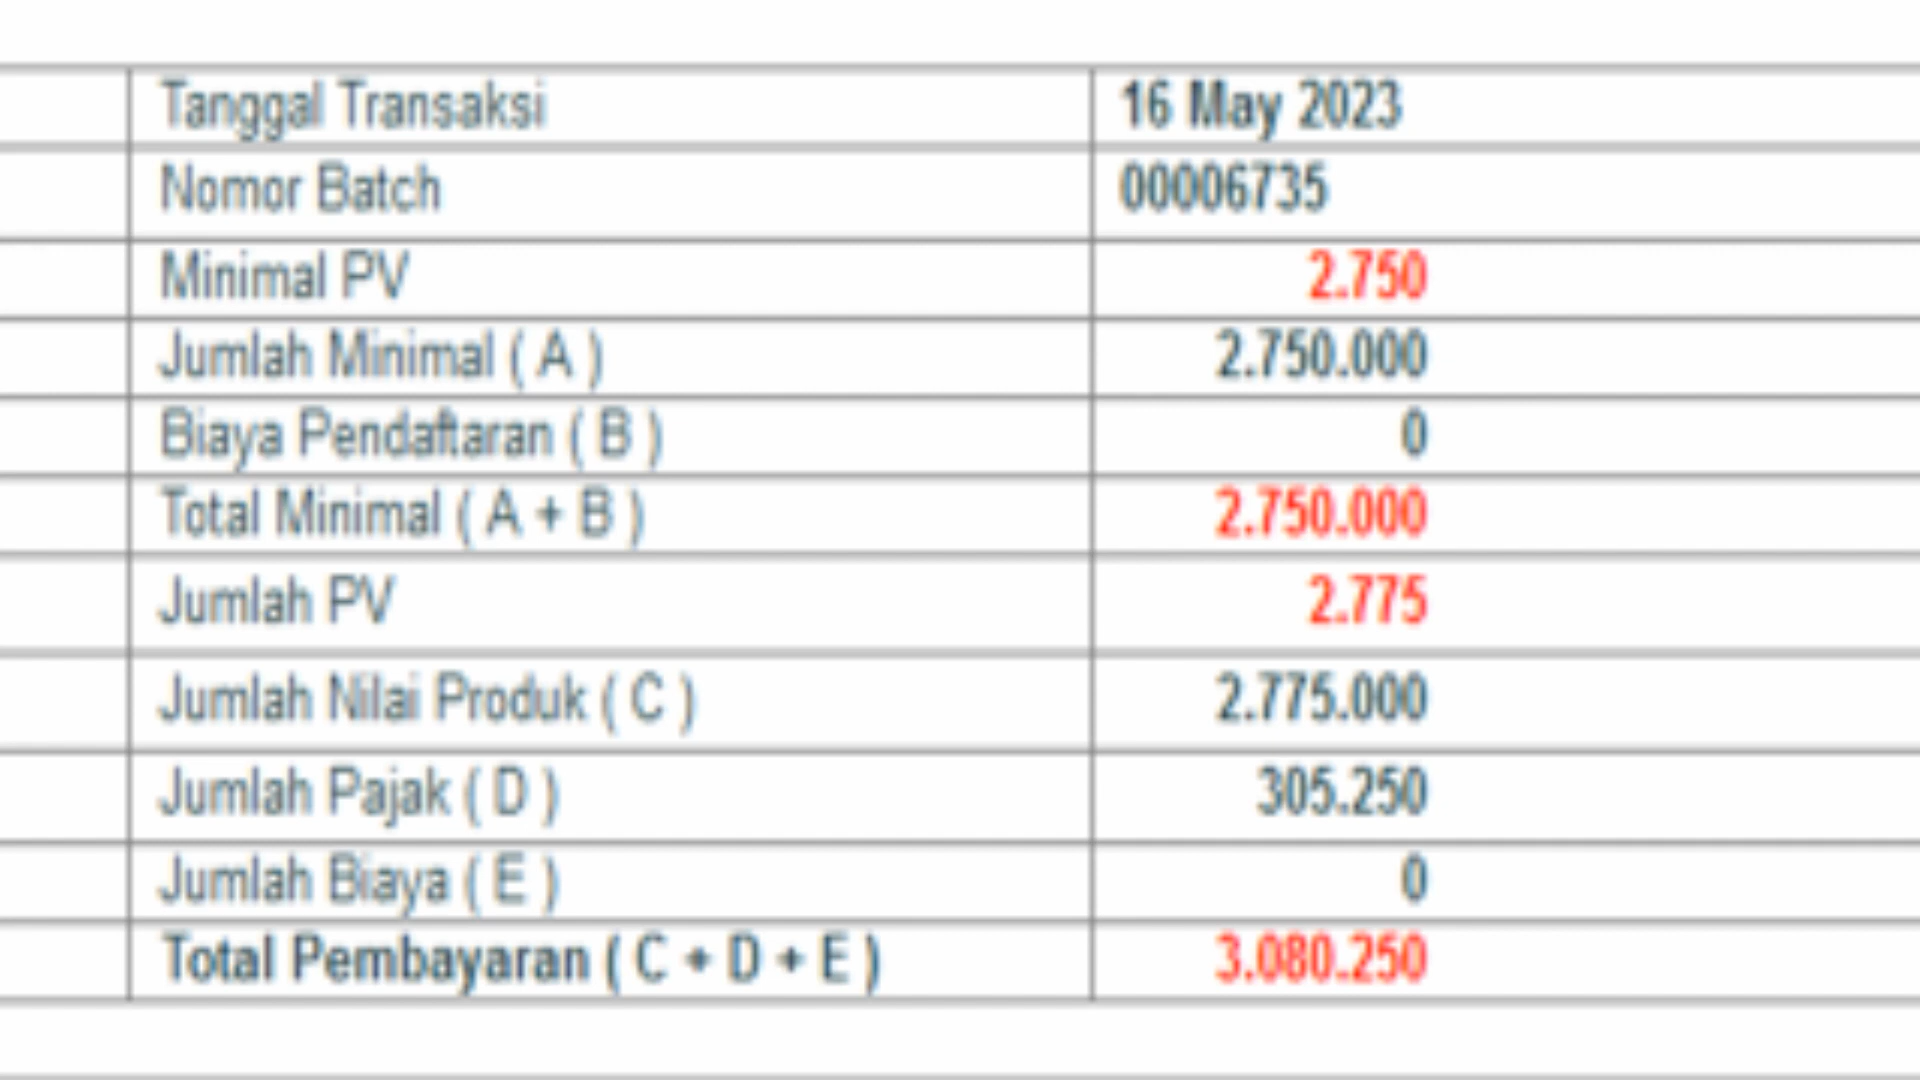 Tanggal Transaksi 16 May 2023
Nomor Batch 00006735
Minimal PV 2.750
Jumlah Minimal ( A ) 2.750.000
Biaya Pendaftaran ( B ) 0
Total Minimal ( A + B ) 2.750.000
Jumlah PV 2.775
Jumlah Nilai Produk ( C ) 2.775.000
Jumlah Pajak ( D ) 305.250
Jumlah Biaya ( E ) 0
Total Pembayaran ( C + D + E ) 3.080.250